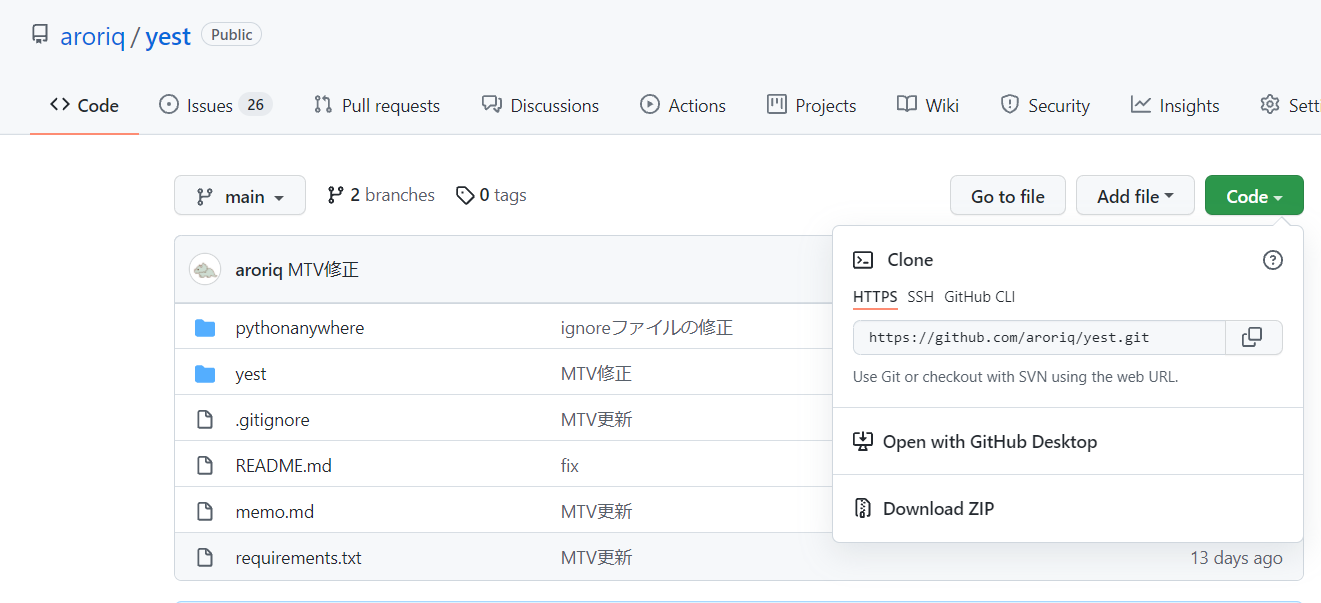 aroriq / yest Public
Code Issues 26 Pull requests Discussions Actions Projects Wiki Security Insights Setti
main 2 branches 0 tags Go to file Add file Code
aroriq MTV修正
pythonanywhere ignoreファイルの修正
yest MTV修正
.gitignore MTV更新
README.md fix
memo.md MTV更新
requirements.txt MTV更新 13 days ago
Clone
HTTPS SSH GitHub CLI
https://github.com/aroriq/yest.git
Use Git or checkout with SVN using the web URL.
Open with GitHub Desktop
Download ZIP